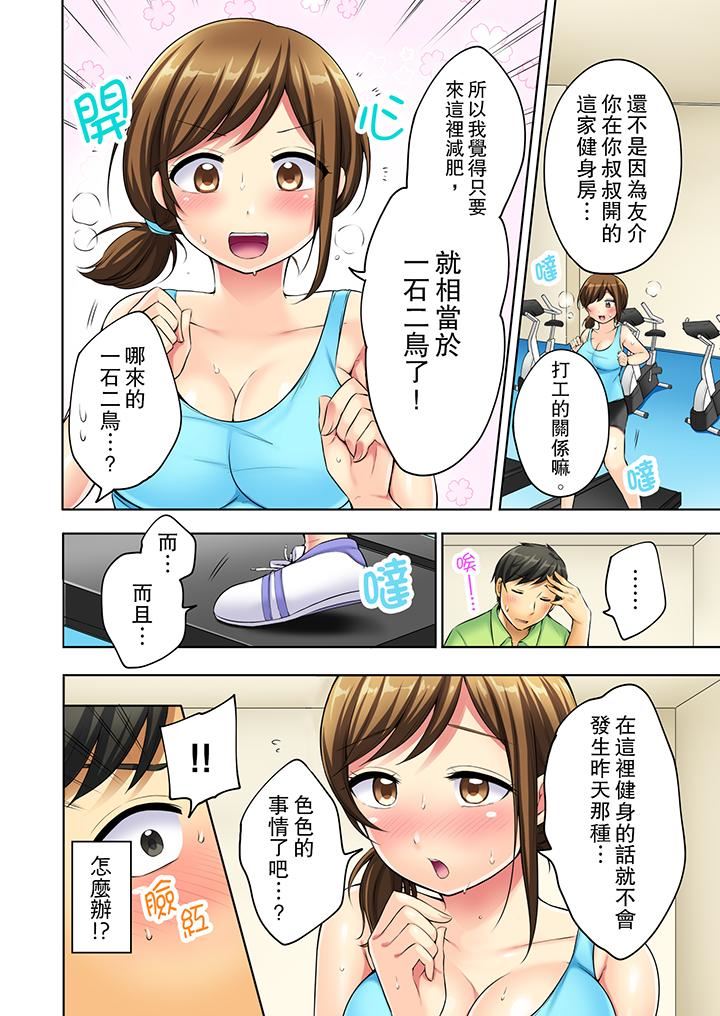 還不是因為友介
你在你叔叔開的
這家健身房…
噠
打工的關係嘛。
噠
所以我覺得只要
來這裡減肥，
就相當於
一石二鳥了！
開心
哪來的
一石二鳥…？
……
唉—…
噠
而…
而且…
在這裡健身的話就不會
發生昨天那種…
色色的
事情了吧…？
!!
臉紅
怎麼辦!?